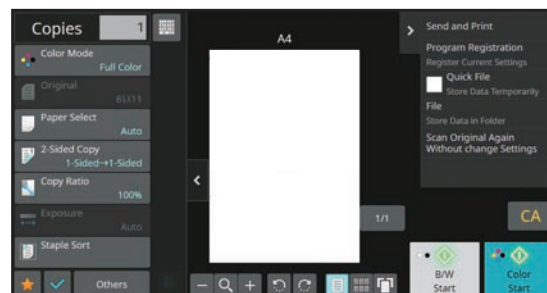 Copies 1
Color Mode
Full Color
Original
8½X11
Paper Select
Auto
2-Sided Copy
1-Sided→1-Sided
Copy Ratio
100%
Exposure
Auto
Staple Sort
Others
A4
1/1
Send and Print
Program Registration
Register Current Settings
Quick File
Store Data Temporarily
File
Store Data in Folder
Scan Original Again
Without change Settings
CA
B/W
Start
Color
Start